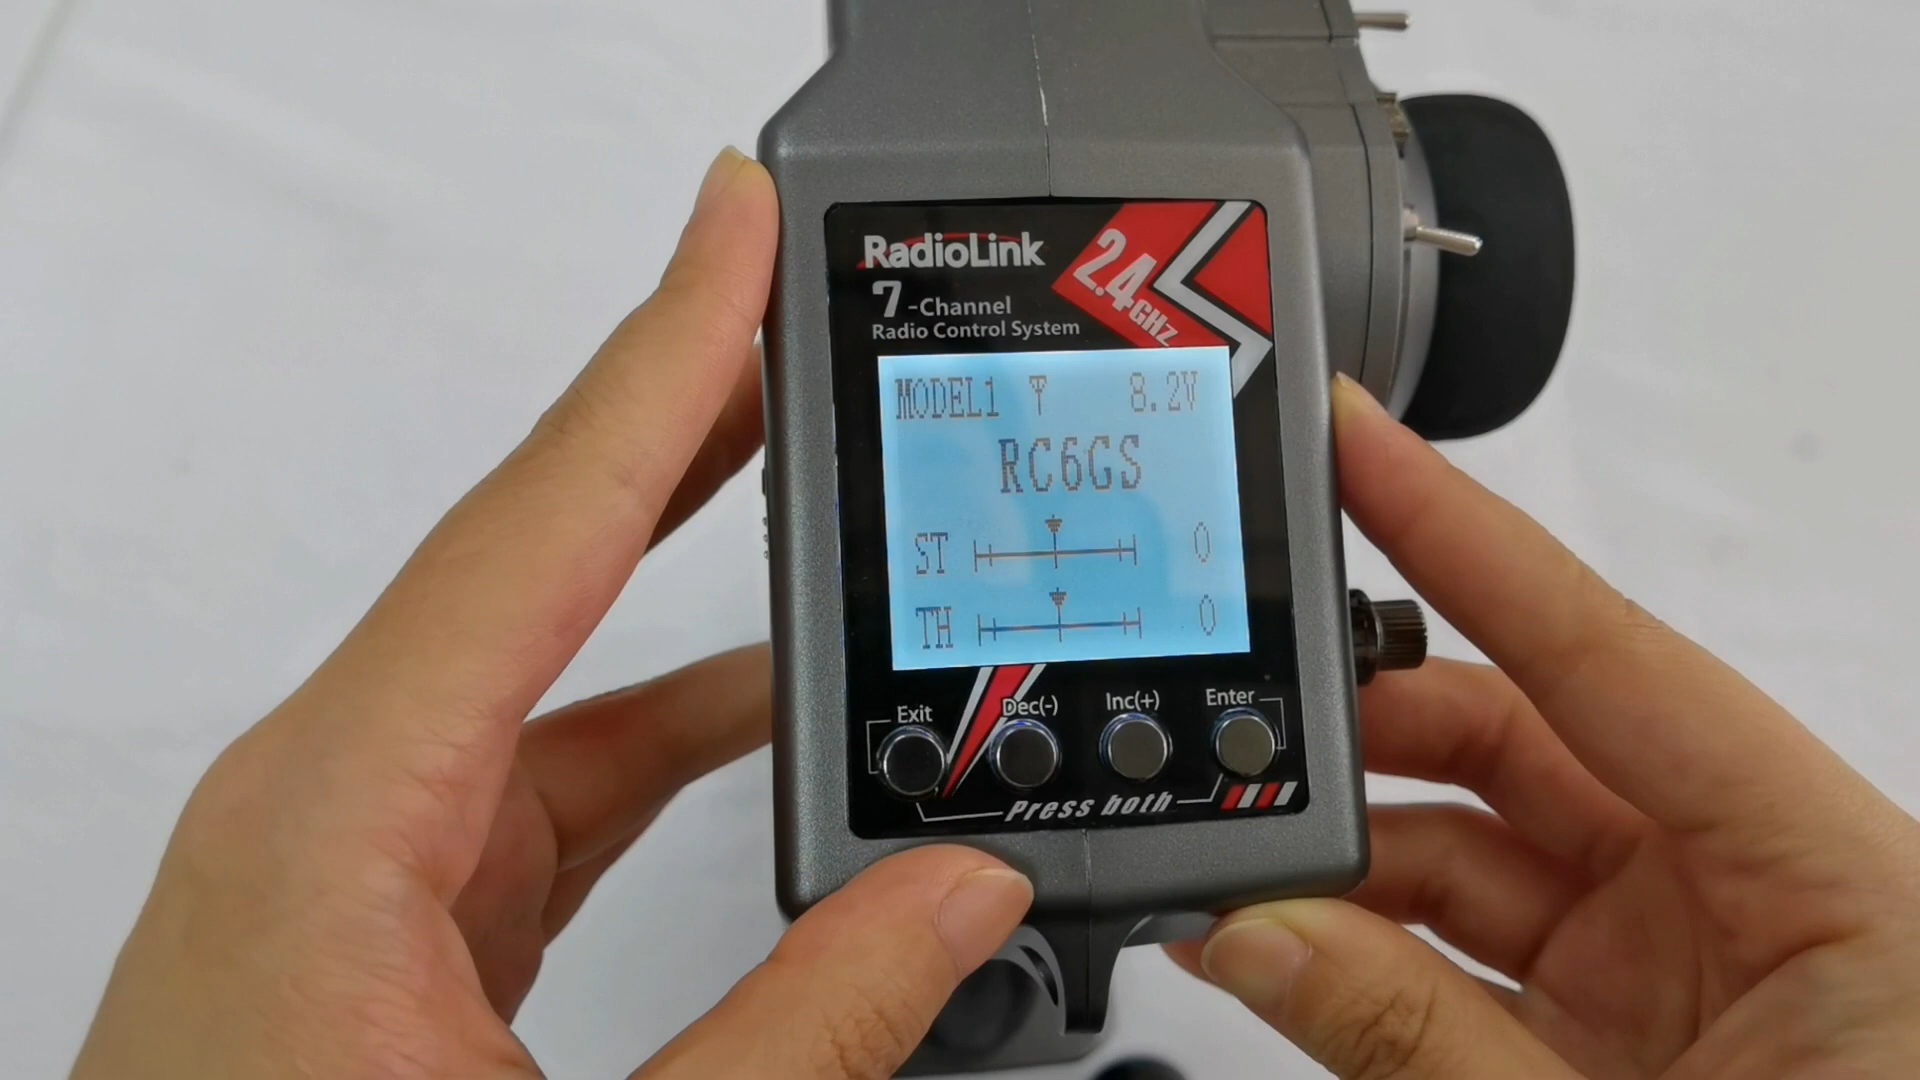 RadioLink
2.4GHz
7-Channel
Radio Control System
MODEL1 8.2V
RC6GS
ST 0
TH 0
Exit Dec(-) Inc(+) Enter
Press both